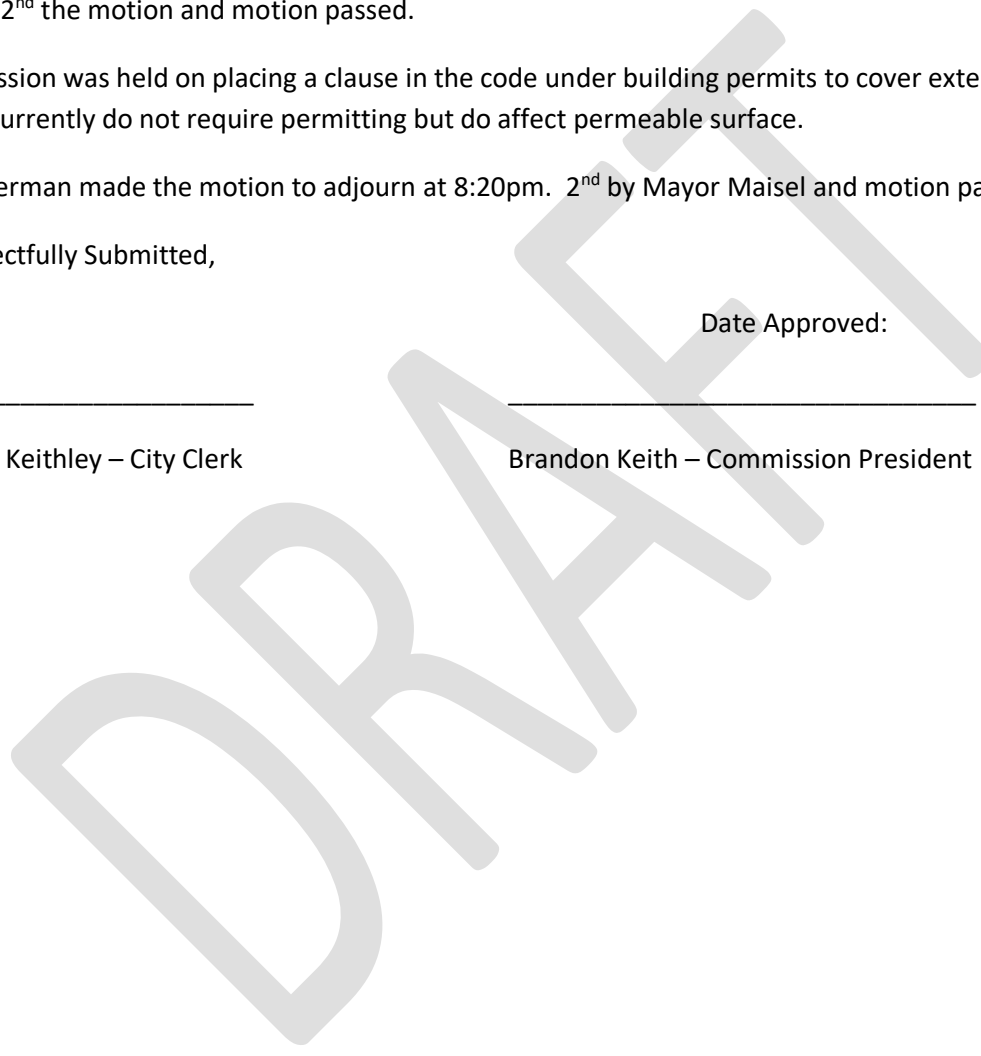 2nd the motion and motion passed.
ssion was held on placing a clause in the code under building permits to cover exte
urrently do not require permitting but do affect permeable surface.
erman made the motion to adjourn at 8:20pm. 2nd by Mayor Maisel and motion pa
ectfully Submitted,
Date Approved:
__________________ _________________________________
Keithley – City Clerk Brandon Keith – Commission President
DRAFT